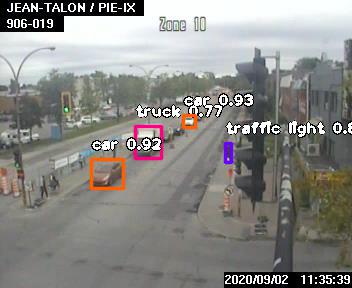 JEAN-TALON / PIE-IX
906-019
Zone 10
car 0.93
truck 0.77
traffic light 0.8
car 0.92
2020/09/02 11:35:39